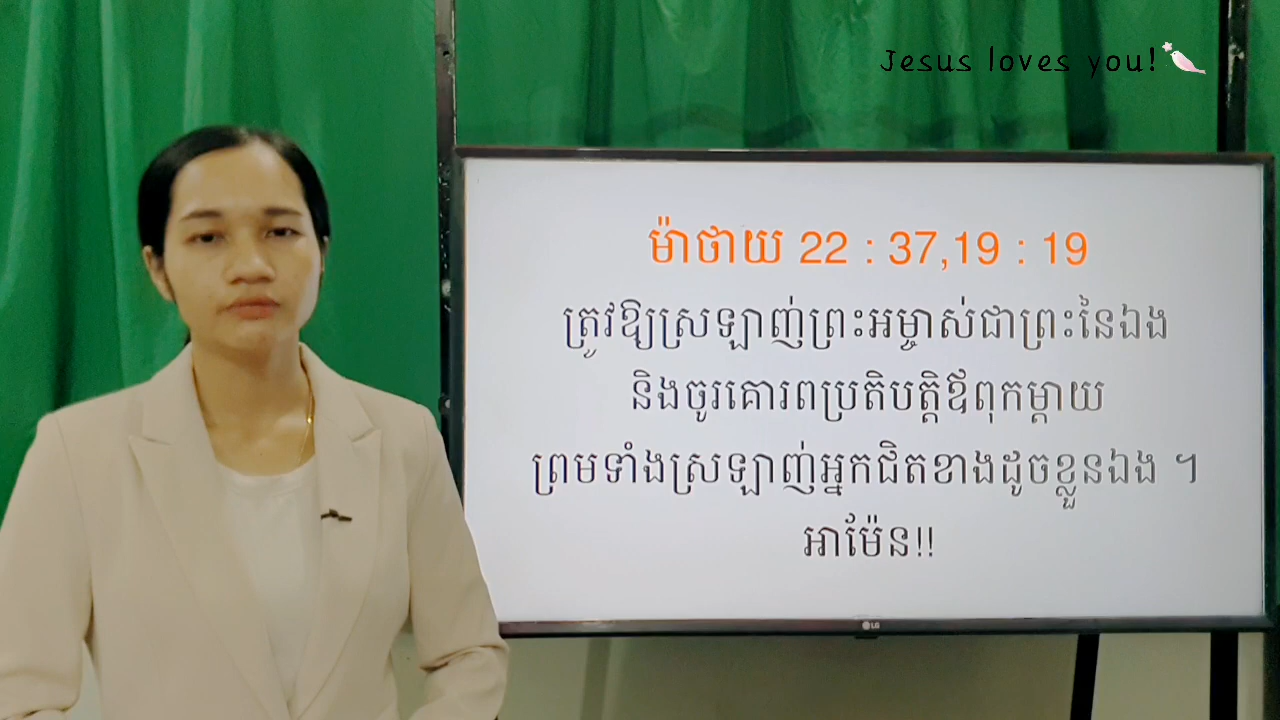 Jesus loves you!
ម៉ាថាយ 22 : 37,19 : 19
ត្រូវឱ្យស្រឡាញ់ព្រះអម្ចាស់ជាព្រះនៃឯង
និងចូរគោរពប្រតិបត្តិឪពុកម្តាយ
ព្រមទាំងស្រឡាញ់អ្នកជិតខាងដូចខ្លួនឯង ។
អាម៉ែន!!
LG